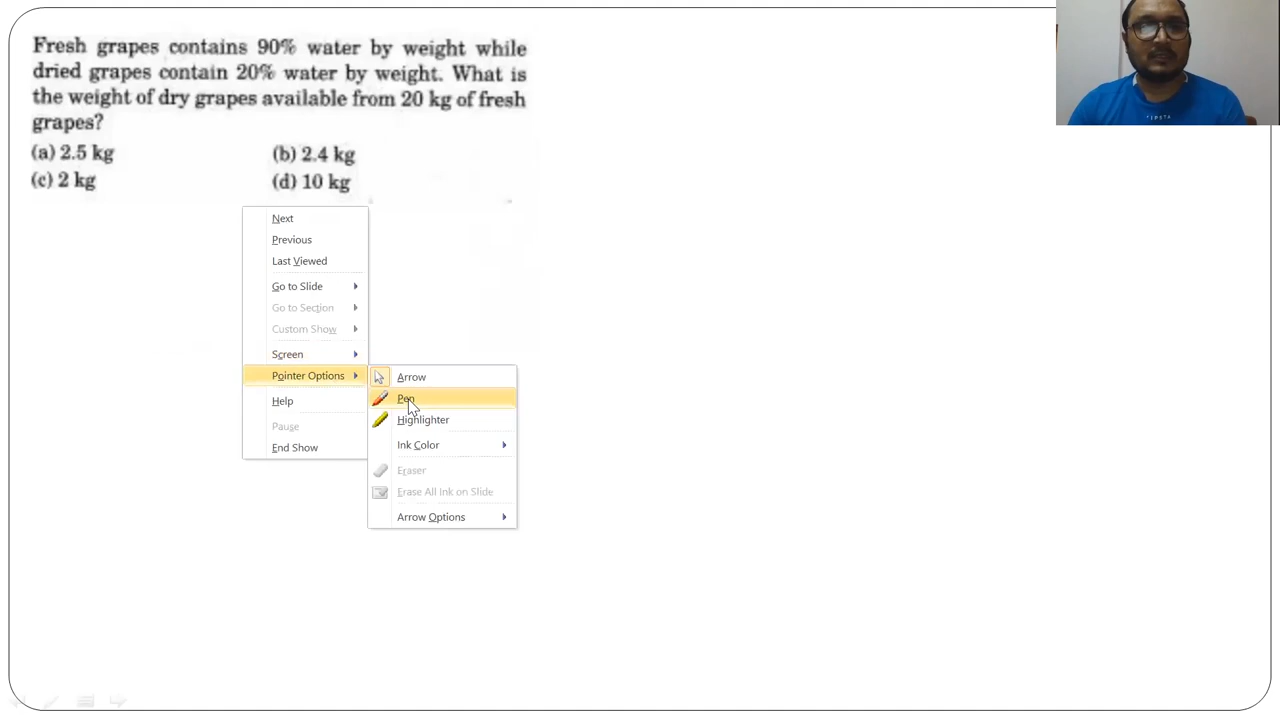 Fresh grapes contains 90% water by weight while
dried grapes contain 20% water by weight. What is
the weight of dry grapes available from 20 kg of fresh
grapes?
(a) 2.5 kg (b) 2.4 kg
(c) 2 kg (d) 10 kg
Next
Previous
Last Viewed
Go to Slide
Go to Section
Custom Show
Screen
Pointer Options
Help
Pause
End Show
Arrow
Pen
Highlighter
Ink Color
Eraser
Erase All Ink on Slide
Arrow Options